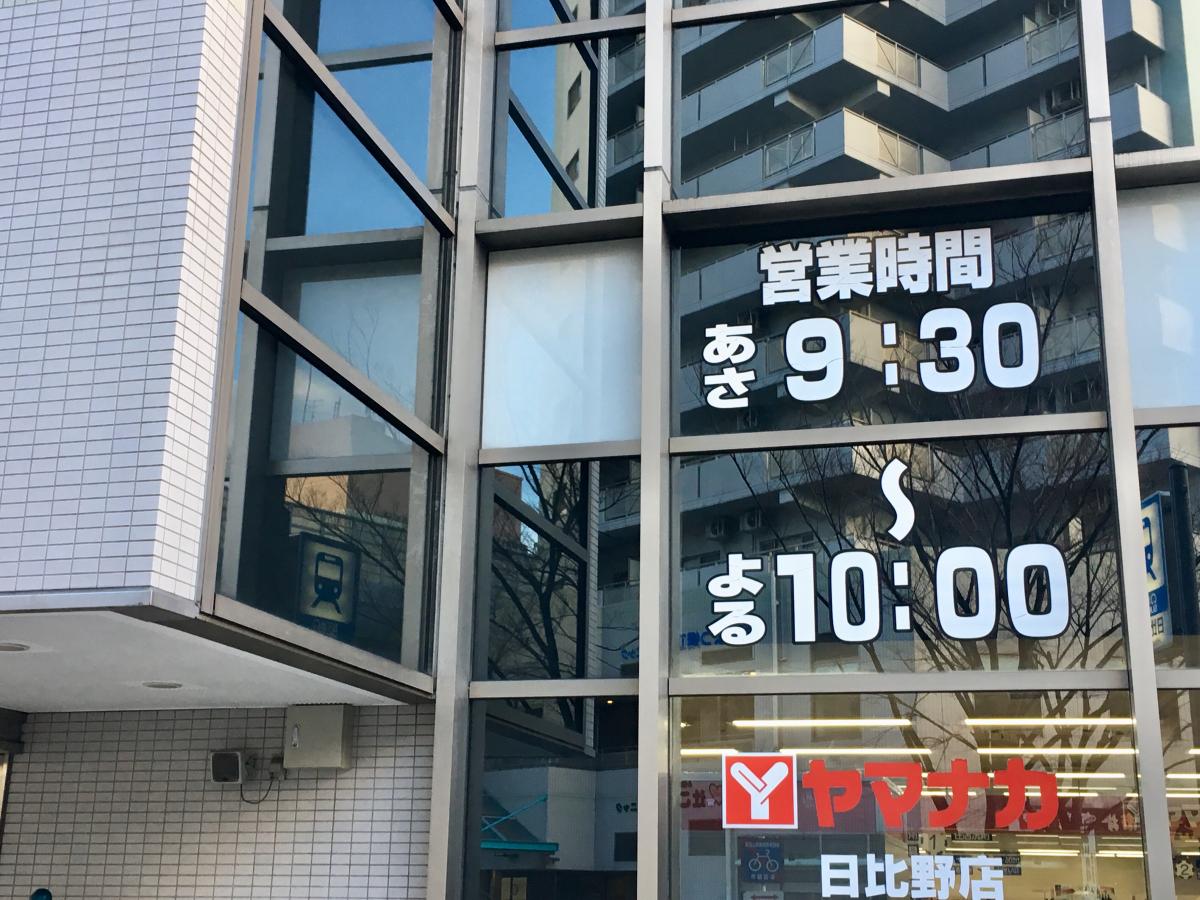 営業時間
あさ 9:30
〜
よる 10:00
ヤマナカ
日比野店